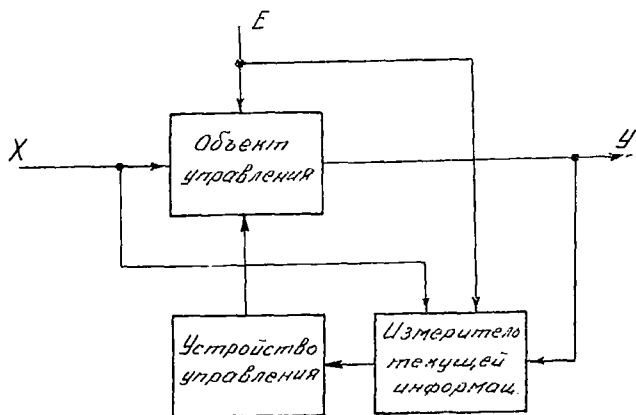 E
X
Объект
управления
У
Устройство
управления
Измеритель
текущей
информац.